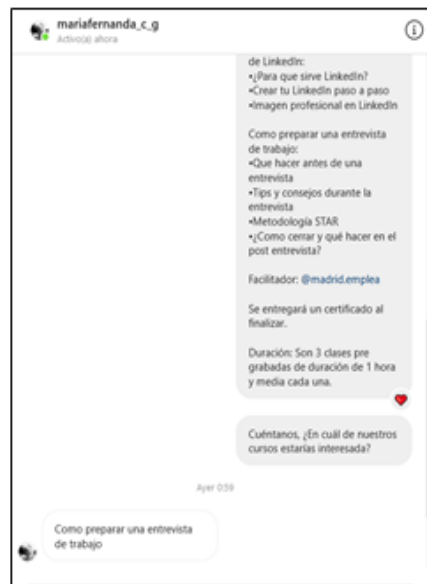 mariafernanda_c_g
Activo(a) ahora
de LinkedIn:
•¿Para que sirve LinkedIn?
•Crear tu LinkedIn paso a paso
•Imagen profesional en LinkedIn
Como preparar una entrevista
de trabajo:
•Que hacer antes de una
entrevista
•Tips y consejos durante la
entrevista
•Metodología STAR
•¿Como cerrar y qué hacer en el
post entrevista?
Facilitador: @madrid.emplea
Se entregará un certificado al
finalizar.
Duración: Son 3 clases pre
grabadas de duración de 1 hora
y media cada una.
Cuéntanos, ¿En cuál de nuestros
cursos estarías interesada?
Ayer 0:59
Como preparar una entrevista
de trabajo